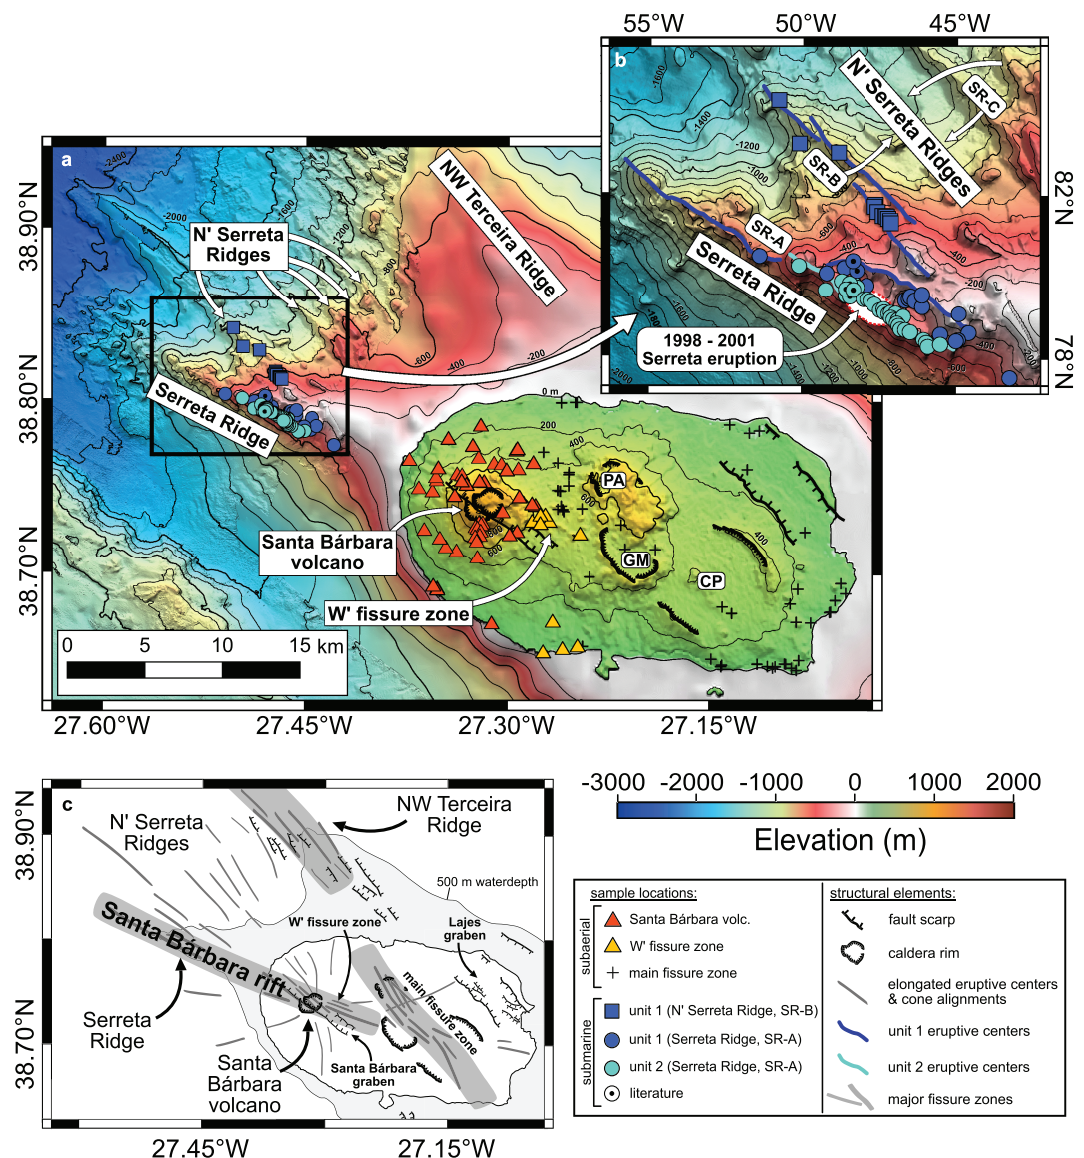 55°W
50°W
45°W
b
N' Serreta Ridges
SR-C
SR-B
SR-A
Serreta Ridge
1998 - 2001
Serreta eruption
-1600
-1400
-1200
-1000
-600
-400
-400
-200
-200
-400
-600
-800
-1000
-1200
-1400
-1600
-1800
-2000
82°N
78°N
a
-2400
-2000
-1600
-1200
-800
-600
-400
-200
NW Terceira Ridge
N' Serreta
Ridges
Serreta Ridge
0 m
200
400
600
PA
GM
CP
400
800
600
Santa Bárbara
volcano
W' fissure zone
0 5 10 15 km
38.90°N
38.80°N
38.70°N
27.60°W
27.45°W
27.30°W
27.15°W
c
N' Serreta
Ridges
NW Terceira
Ridge
500 m waterdepth
W' fissure zone
Lajes
graben
Santa Bárbara rift
main fissure zone
Serreta
Ridge
Santa
Bárbara
volcano
Santa Bárbara
graben
38.90°N
38.70°N
27.45°W
27.15°W
-3000 -2000 -1000 0 1000 2000
Elevation (m)
sample locations:
subaerial
Santa Bárbara volc.
W' fissure zone
main fissure zone
submarine
unit 1 (N' Serreta Ridge, SR-B)
unit 1 (Serreta Ridge, SR-A)
unit 2 (Serreta Ridge, SR-A)
literature
structural elements:
fault scarp
caldera rim
elongated eruptive centers
& cone alignments
unit 1 eruptive centers
unit 2 eruptive centers
major fissure zones